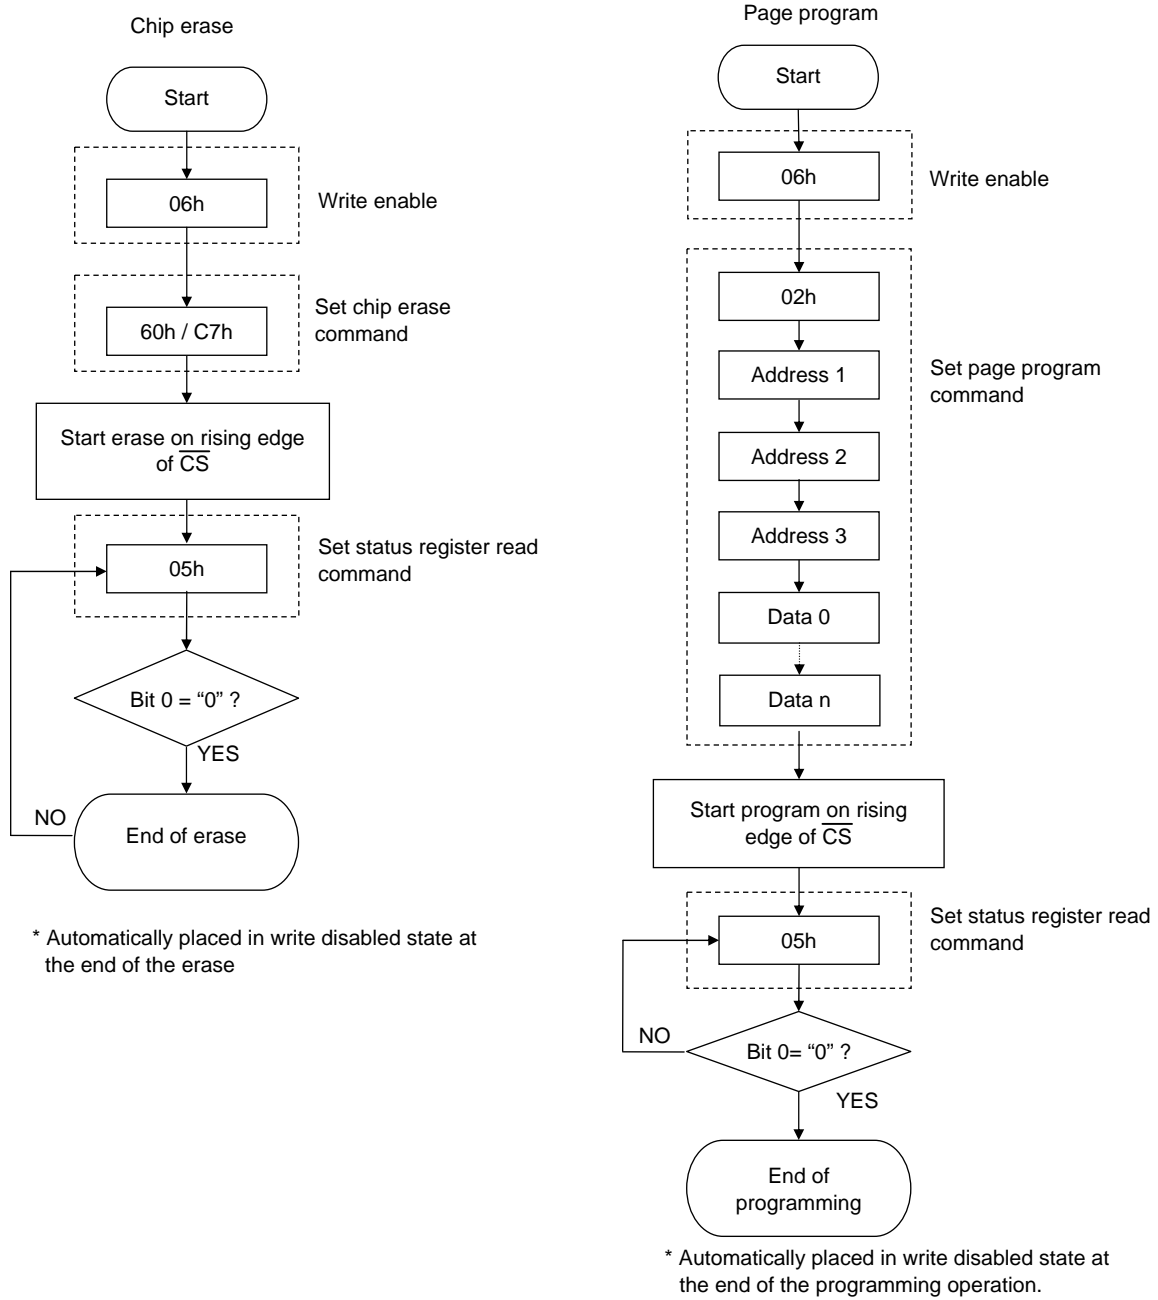 Chip erase
Start
06h
Write enable
60h / C7h
Set chip erase
command
Start erase on rising edge
of C̅S̅
05h
Set status register read
command
Bit 0 = “0” ?
YES
NO
End of erase
* Automatically placed in write disabled state at
the end of the erase
Page program
Start
06h
Write enable
02h
Address 1
Set page program
command
Address 2
Address 3
Data 0
Data n
Start program on rising
edge of C̅S̅
05h
Set status register read
command
NO
Bit 0= “0” ?
YES
End of
programming
* Automatically placed in write disabled state at
the end of the programming operation.